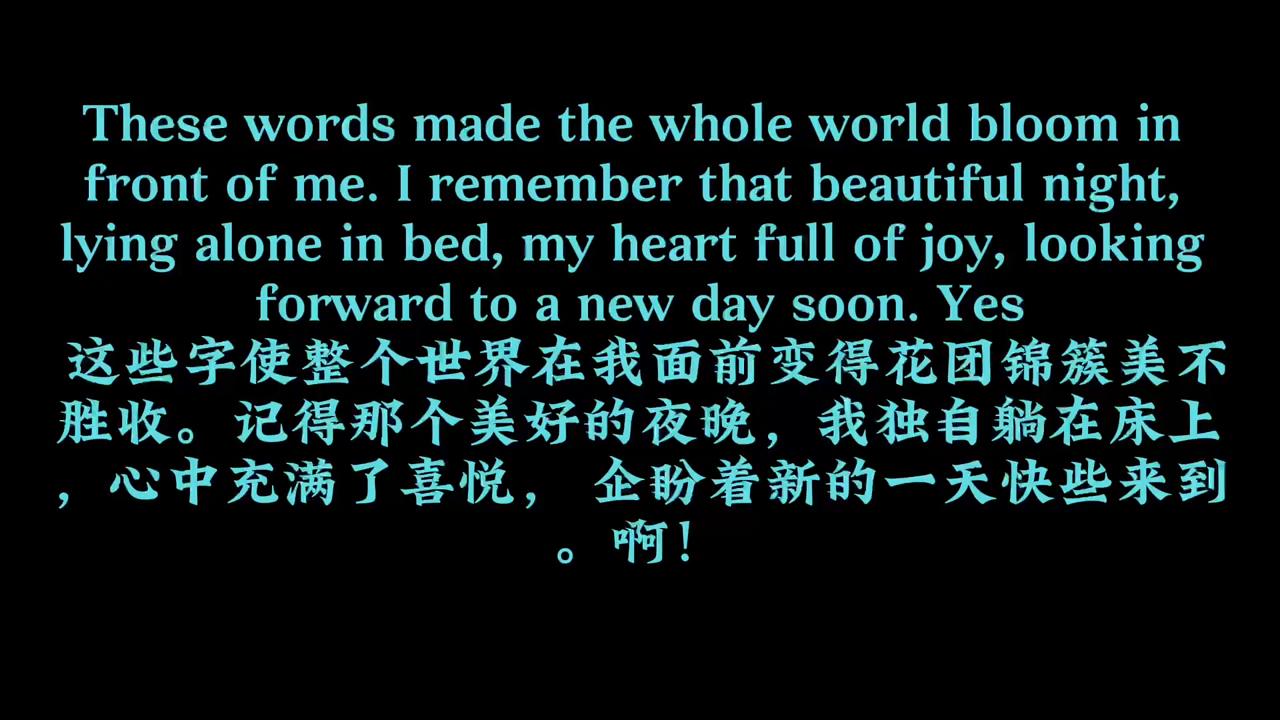 These words made the whole world bloom in
front of me. I remember that beautiful night,
lying alone in bed, my heart full of joy, looking
forward to a new day soon. Yes
这些字使整个世界在我面前变得花团锦簇美不
胜收。记得那个美好的夜晚，我独自躺在床上
，心中充满了喜悦， 企盼着新的一天快些来到
。啊！